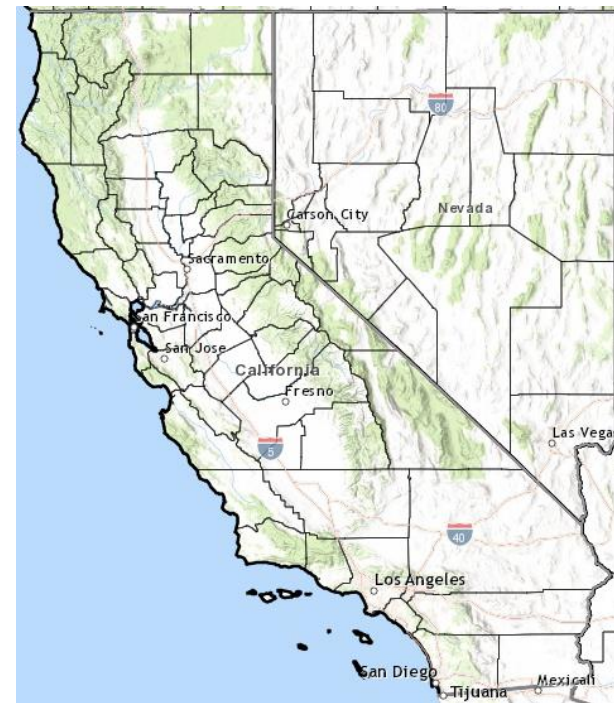 80
Carson City
Nevada
Sacramento
San Francisco
San Jose
California
Fresno
Las Vega
5
40
Los Angeles
San Diego
Mexicali
Tijuana